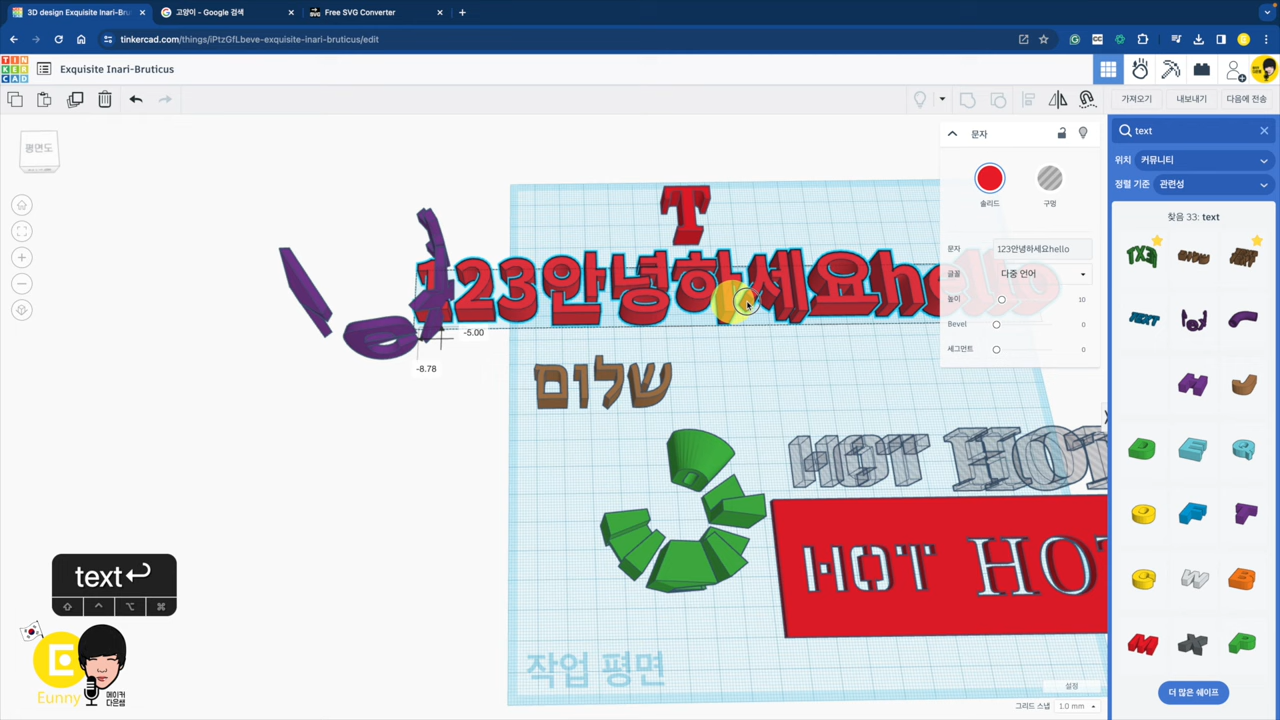 3D design Exquisite Inari-Bru
고양이 - Google 검색
Free SVG Converter
tinkercad.com/things/iPtzGfLbeve-exquisite-inari-bruticus/edit
TIN
KER
CAD
Exquisite Inari-Bruticus
가져오기
내보내기
다음에 전송
평면도
문자
솔리드
구멍
문자
123안녕하세요hello
글꼴
다중 언어
높이
10
Bevel
0
세그먼트
0
text
위치
커뮤니티
정렬 기준
관련성
찾음 33: text
TEXT
더 많은 쉐이프
T
123안녕하세요hello
-5.00
-8.78
שלום
HOT HO
HOT HOT
작업 평면
설정
그리드 스냅
1.0 mm
text
Eunny
메이커
다은쌤